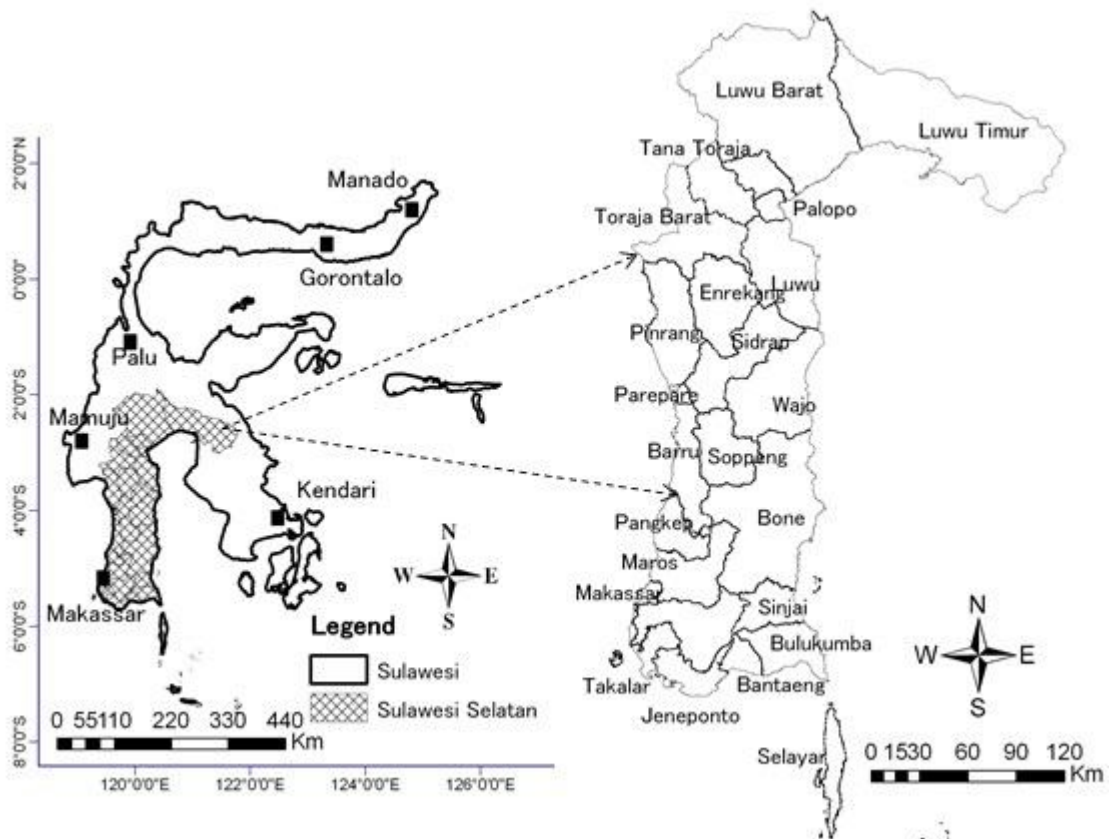 2°0'0"N
0°0'0"
2°0'0"S
4°0'0"S
6°0'0"S
8°0'0"S
120°0'0"E
122°0'0"E
124°0'0"E
126°0'0"E
Manado
Gorontalo
Palu
Mamuju
Kendari
Makassar
N
W E
S
Legend
Sulawesi
Sulawesi Selatan
0 55110 220 330 440
Km
Luwu Barat
Luwu Timur
Tana Toraja
Palopo
Toraja Barat
Luwu
Enrekang
Pinrang
Sidrap
Parepare
Wajo
Barru
Soppeng
Pangkep
Bone
Maros
Makassar
Sinjai
Bulukumba
Takalar
Bantaeng
Jeneponto
Selayar
N
W E
S
0 1530 60 90 120
Km